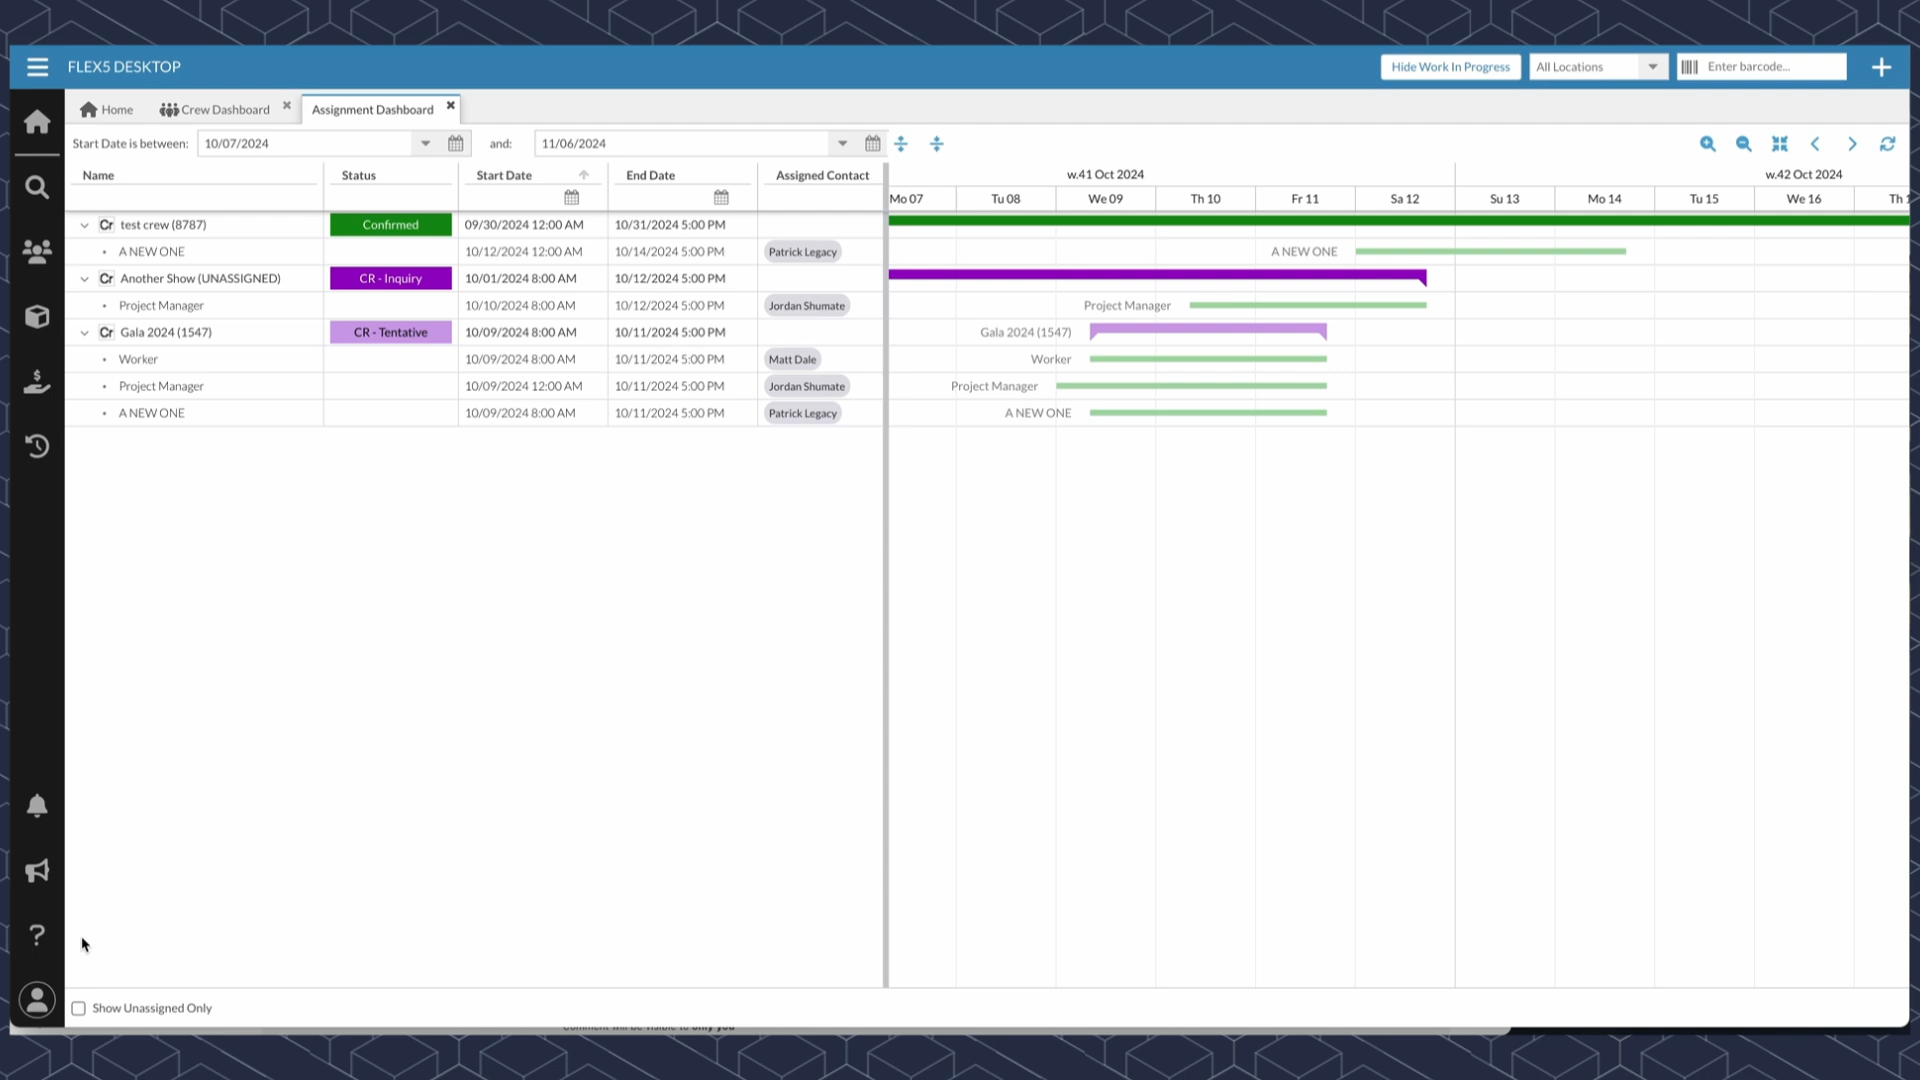 FLEX5 DESKTOP
Hide Work In Progress
All Locations
Enter barcode...
Home
Crew Dashboard
Assignment Dashboard
Start Date is between: 10/07/2024 and: 11/06/2024
Name Status Start Date End Date Assigned Contact
w.41 Oct 2024 w.42 Oct 2024
Mo 07 Tu 08 We 09 Th 10 Fr 11 Sa 12 Su 13 Mo 14 Tu 15 We 16 Th
Cr test crew (8787) Confirmed 09/30/2024 12:00 AM 10/31/2024 5:00 PM
A NEW ONE 10/12/2024 12:00 AM 10/14/2024 5:00 PM Patrick Legacy A NEW ONE
Cr Another Show (UNASSIGNED) CR - Inquiry 10/01/2024 8:00 AM 10/12/2024 5:00 PM
Project Manager 10/10/2024 8:00 AM 10/12/2024 5:00 PM Jordan Shumate Project Manager
Cr Gala 2024 (1547) CR - Tentative 10/09/2024 8:00 AM 10/11/2024 5:00 PM Gala 2024 (1547)
Worker 10/09/2024 8:00 AM 10/11/2024 5:00 PM Matt Dale Worker
Project Manager 10/09/2024 12:00 AM 10/11/2024 5:00 PM Jordan Shumate Project Manager
A NEW ONE 10/09/2024 8:00 AM 10/11/2024 5:00 PM Patrick Legacy A NEW ONE
Show Unassigned Only